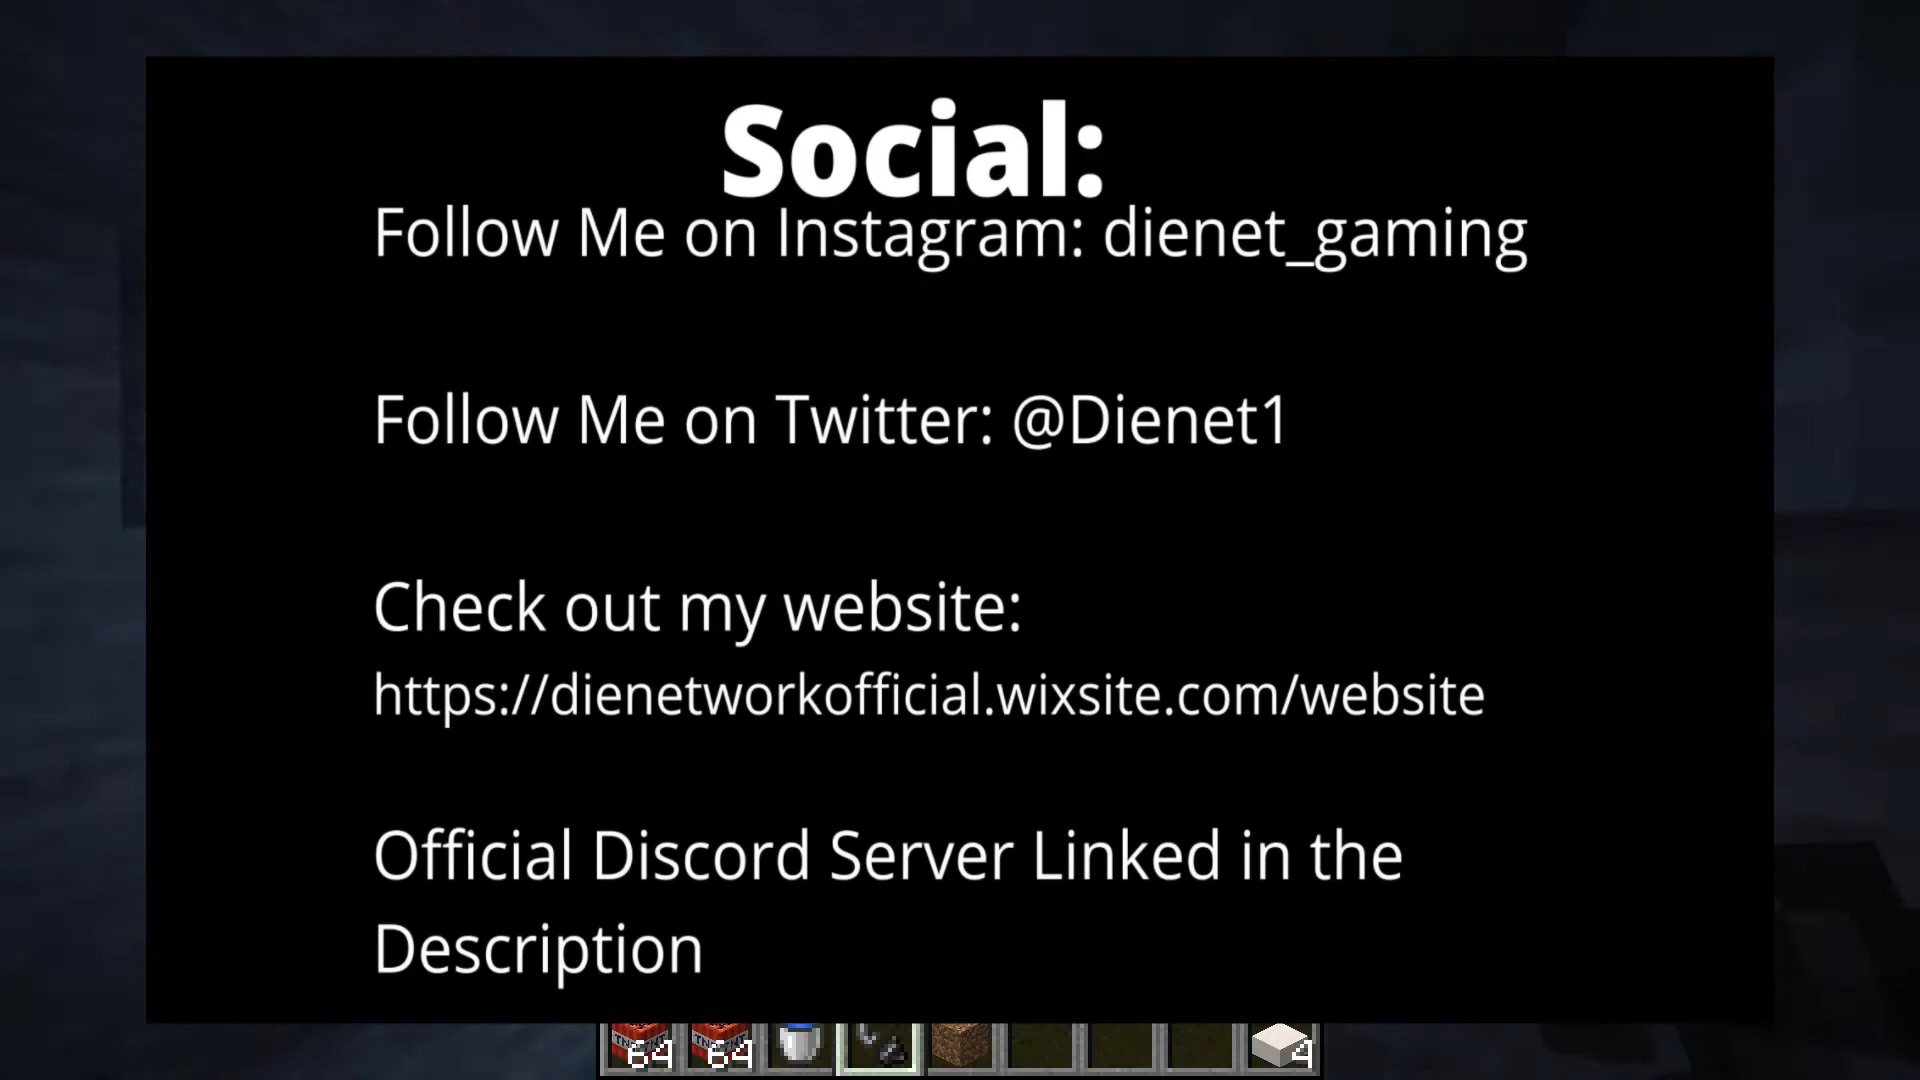 Social:
Follow Me on Instagram: dienet_gaming
Follow Me on Twitter: @Dienet1
Check out my website:
https://dienetworkofficial.wixsite.com/website
Official Discord Server Linked in the
Description
64 64 4